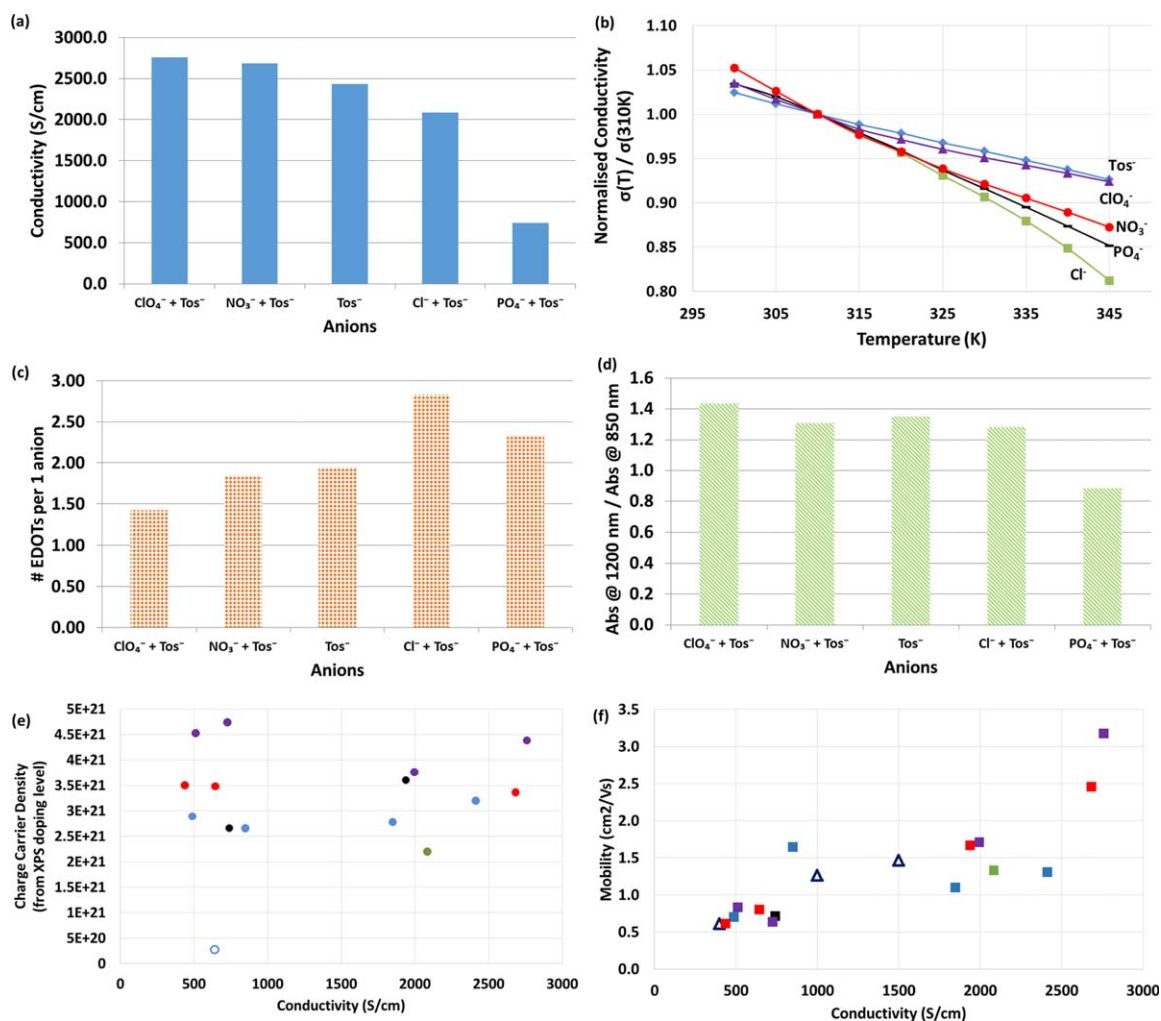 (a)
3000.0
2500.0
2000.0
1500.0
1000.0
500.0
0.0
Conductivity (S/cm)
ClO₄⁻ + Tos⁻
NO₃⁻ + Tos⁻
Tos⁻
Cl⁻ + Tos⁻
PO₄⁻ + Tos⁻
Anions
(b)
1.10
1.05
1.00
0.95
0.90
0.85
0.80
Normalised Conductivity
σ(T) / σ(310K)
Tos⁻
ClO₄⁻
NO₃⁻
PO₄⁻
Cl⁻
295 305 315 325 335 345
Temperature (K)
(c)
3.00
2.50
2.00
1.50
1.00
0.50
0.00
# EDOTs per 1 anion
ClO₄⁻ + Tos⁻
NO₃⁻ + Tos⁻
Tos⁻
Cl⁻ + Tos⁻
PO₄⁻ + Tos⁻
Anions
(d)
1.6
1.4
1.2
1.0
0.8
0.6
0.4
0.2
0.0
Abs @ 1200 nm / Abs @ 850 nm
ClO₄⁻ + Tos⁻
NO₃⁻ + Tos⁻
Tos⁻
Cl⁻ + Tos⁻
PO₄⁻ + Tos⁻
Anions
(e)
5E+21
4.5E+21
4E+21
3.5E+21
3E+21
2.5E+21
2E+21
1.5E+21
1E+21
5E+20
0
Charge Carrier Density
(from XPS doping level)
0 500 1000 1500 2000 2500 3000
Conductivity (S/cm)
(f)
3.5
3.0
2.5
2.0
1.5
1.0
0.5
0.0
Mobility (cm2/Vs)
0 500 1000 1500 2000 2500 3000
Conductivity (S/cm)